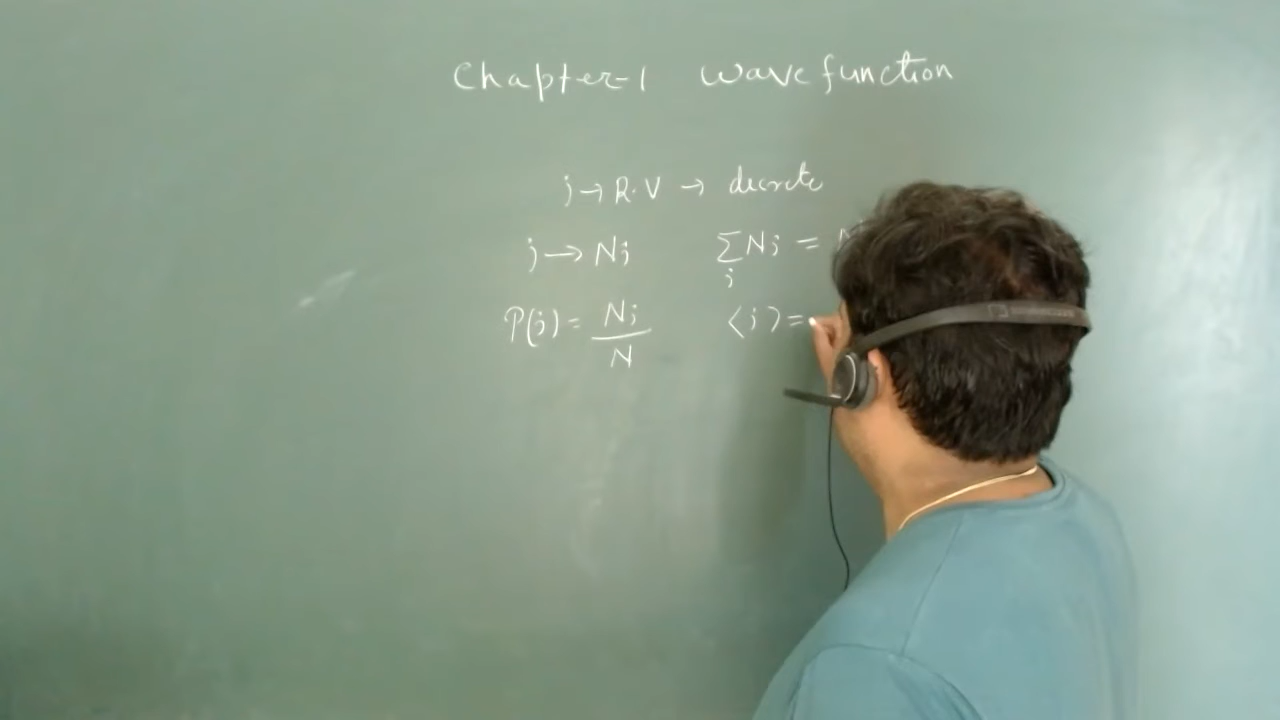 Chapter-1 Wave function
j → R.V → discrete
j → Nj ∑j Nj = N
P(j) = Nj / N ⟨j⟩ =